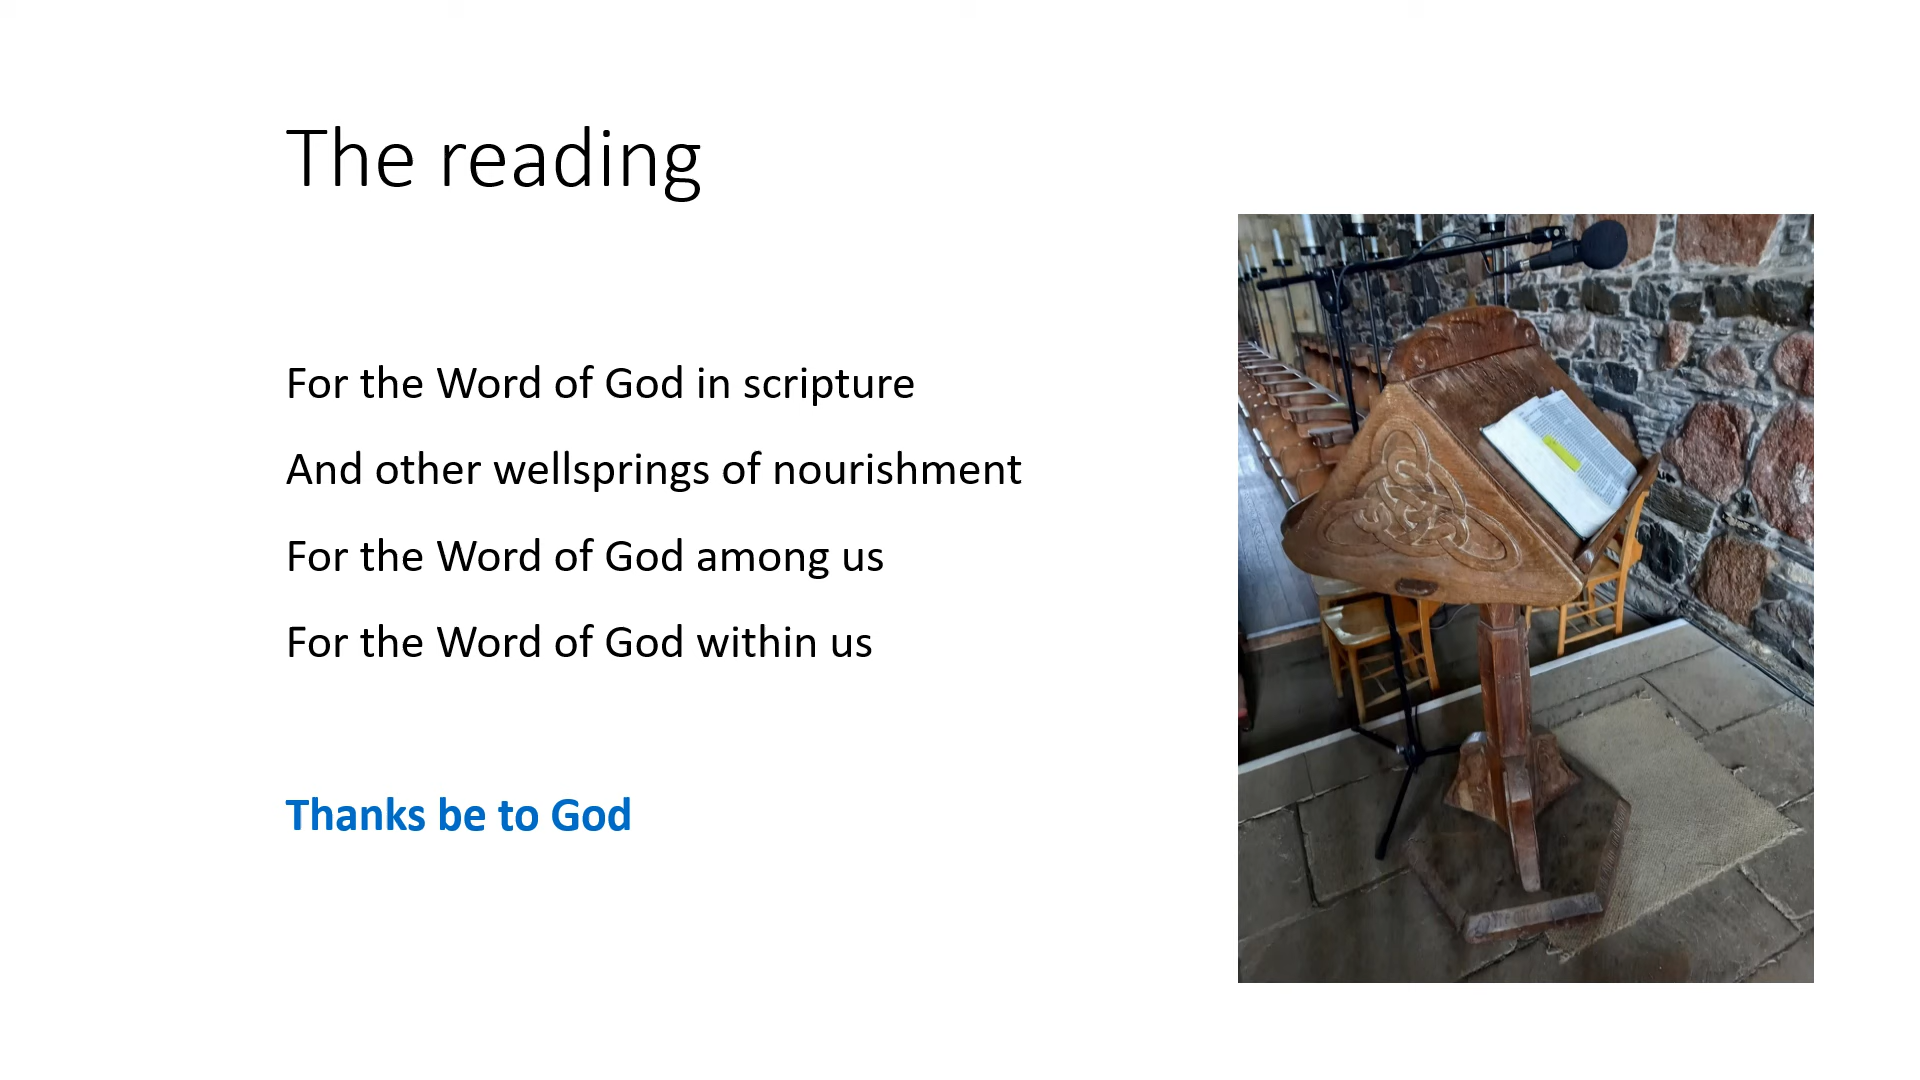 The reading
For the Word of God in scripture
And other wellsprings of nourishment
For the Word of God among us
For the Word of God within us
Thanks be to God